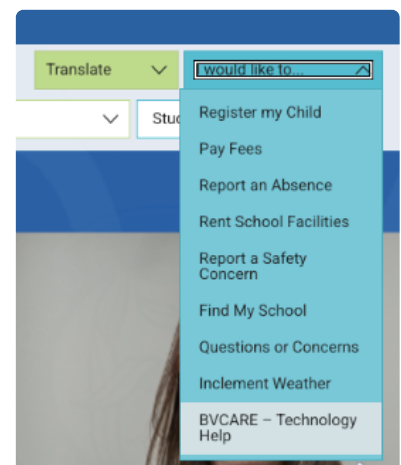 Translate
I would like to...
Stud
Register my Child
Pay Fees
Report an Absence
Rent School Facilities
Report a Safety
Concern
Find My School
Questions or Concerns
Inclement Weather
BVCARE – Technology
Help